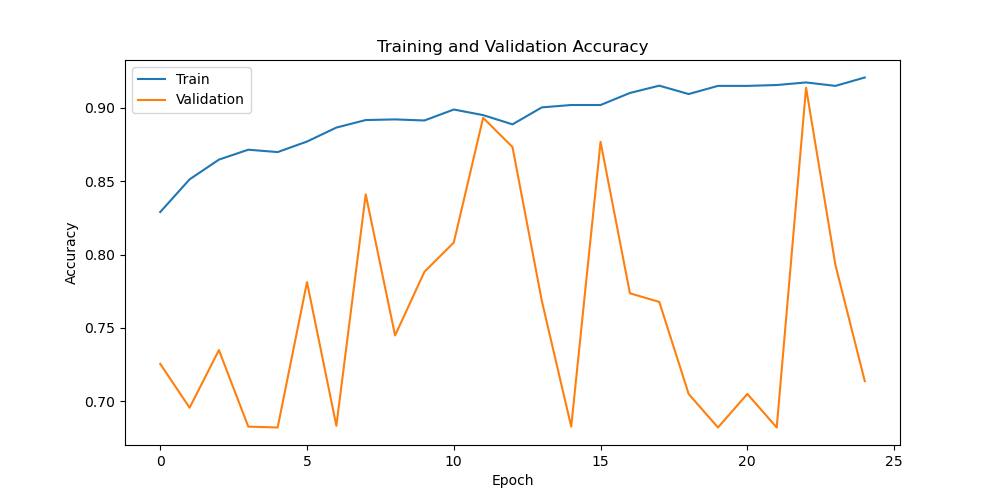 Training and Validation Accuracy
Train
Validation
0.90
0.85
0.80
0.75
0.70
Accuracy
0 5 10 15 20 25
Epoch